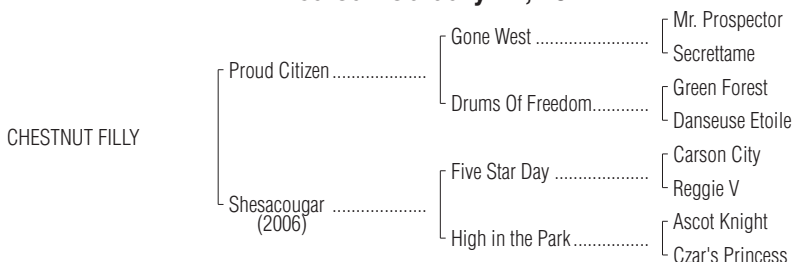 Gone West ........................
Mr. Prospector
Secrettame
Proud Citizen ....................
Drums Of Freedom............
Green Forest
Danseuse Etoile
CHESTNUT FILLY
Five Star Day ....................
Carson City
Reggie V
Shesacougar ....................
(2006)
High in the Park................
Ascot Knight
Czar's Princess